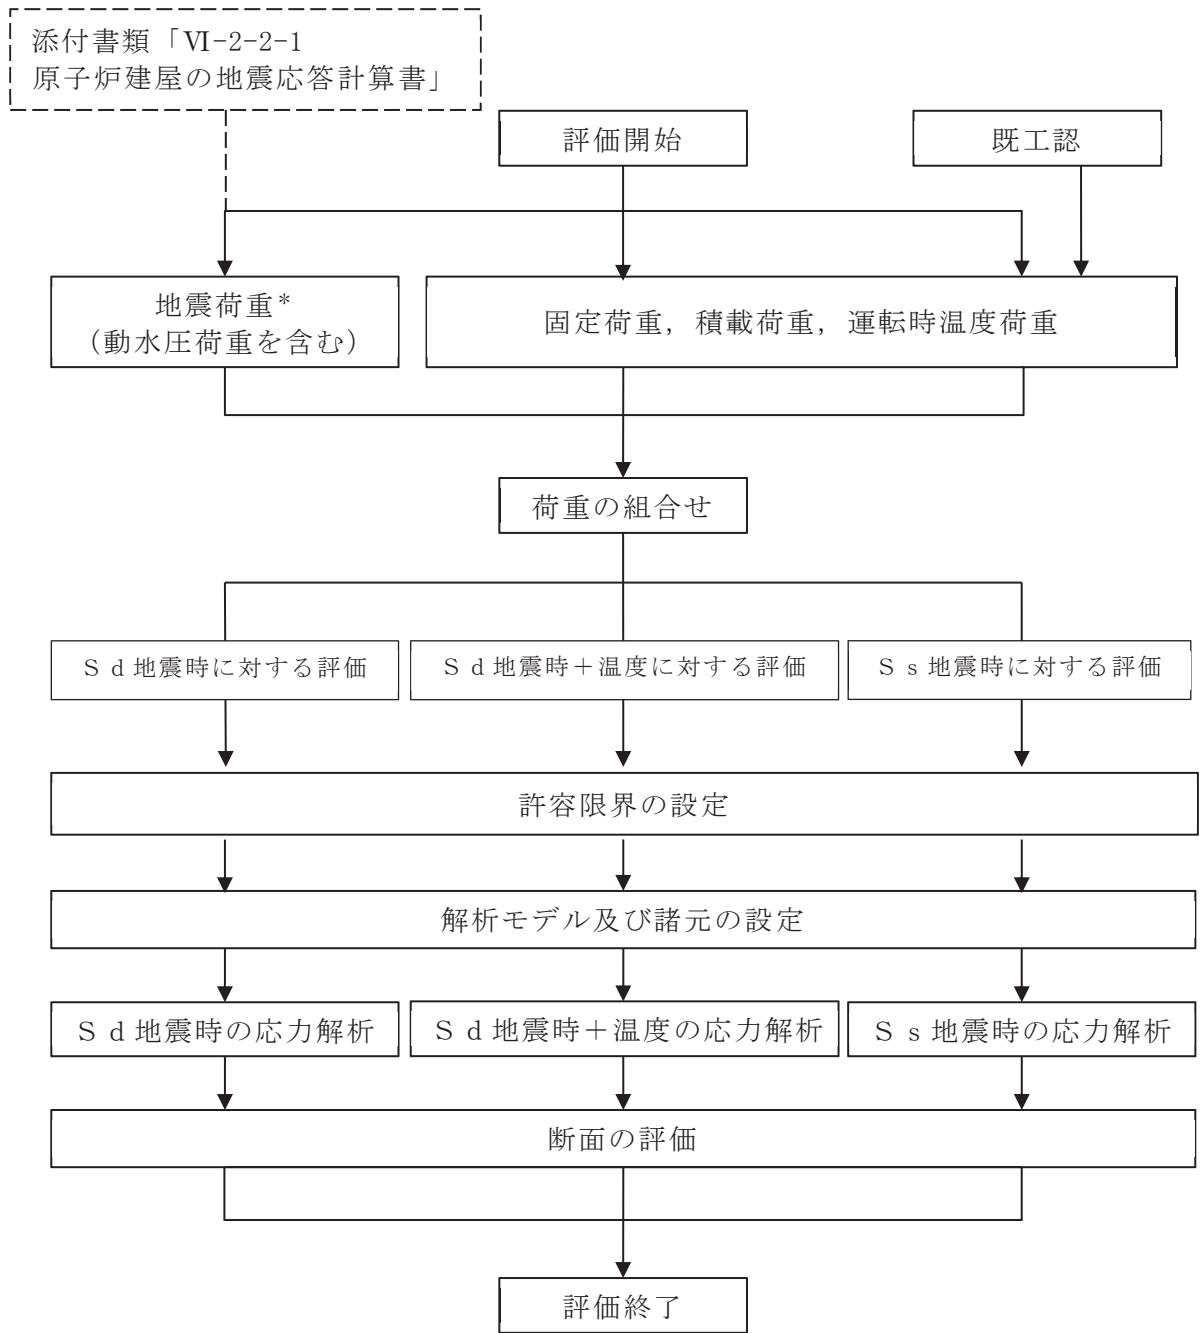 添付書類「Ⅵ-2-2-1
原子炉建屋の地震応答計算書」
評価開始
既工認
地震荷重*
(動水圧荷重を含む)
固定荷重，積載荷重，運転時温度荷重
荷重の組合せ
Ｓｄ地震時に対する評価
Ｓｄ地震時＋温度に対する評価
Ｓｓ地震時に対する評価
許容限界の設定
解析モデル及び諸元の設定
Ｓｄ地震時の応力解析
Ｓｄ地震時＋温度の応力解析
Ｓｓ地震時の応力解析
断面の評価
評価終了